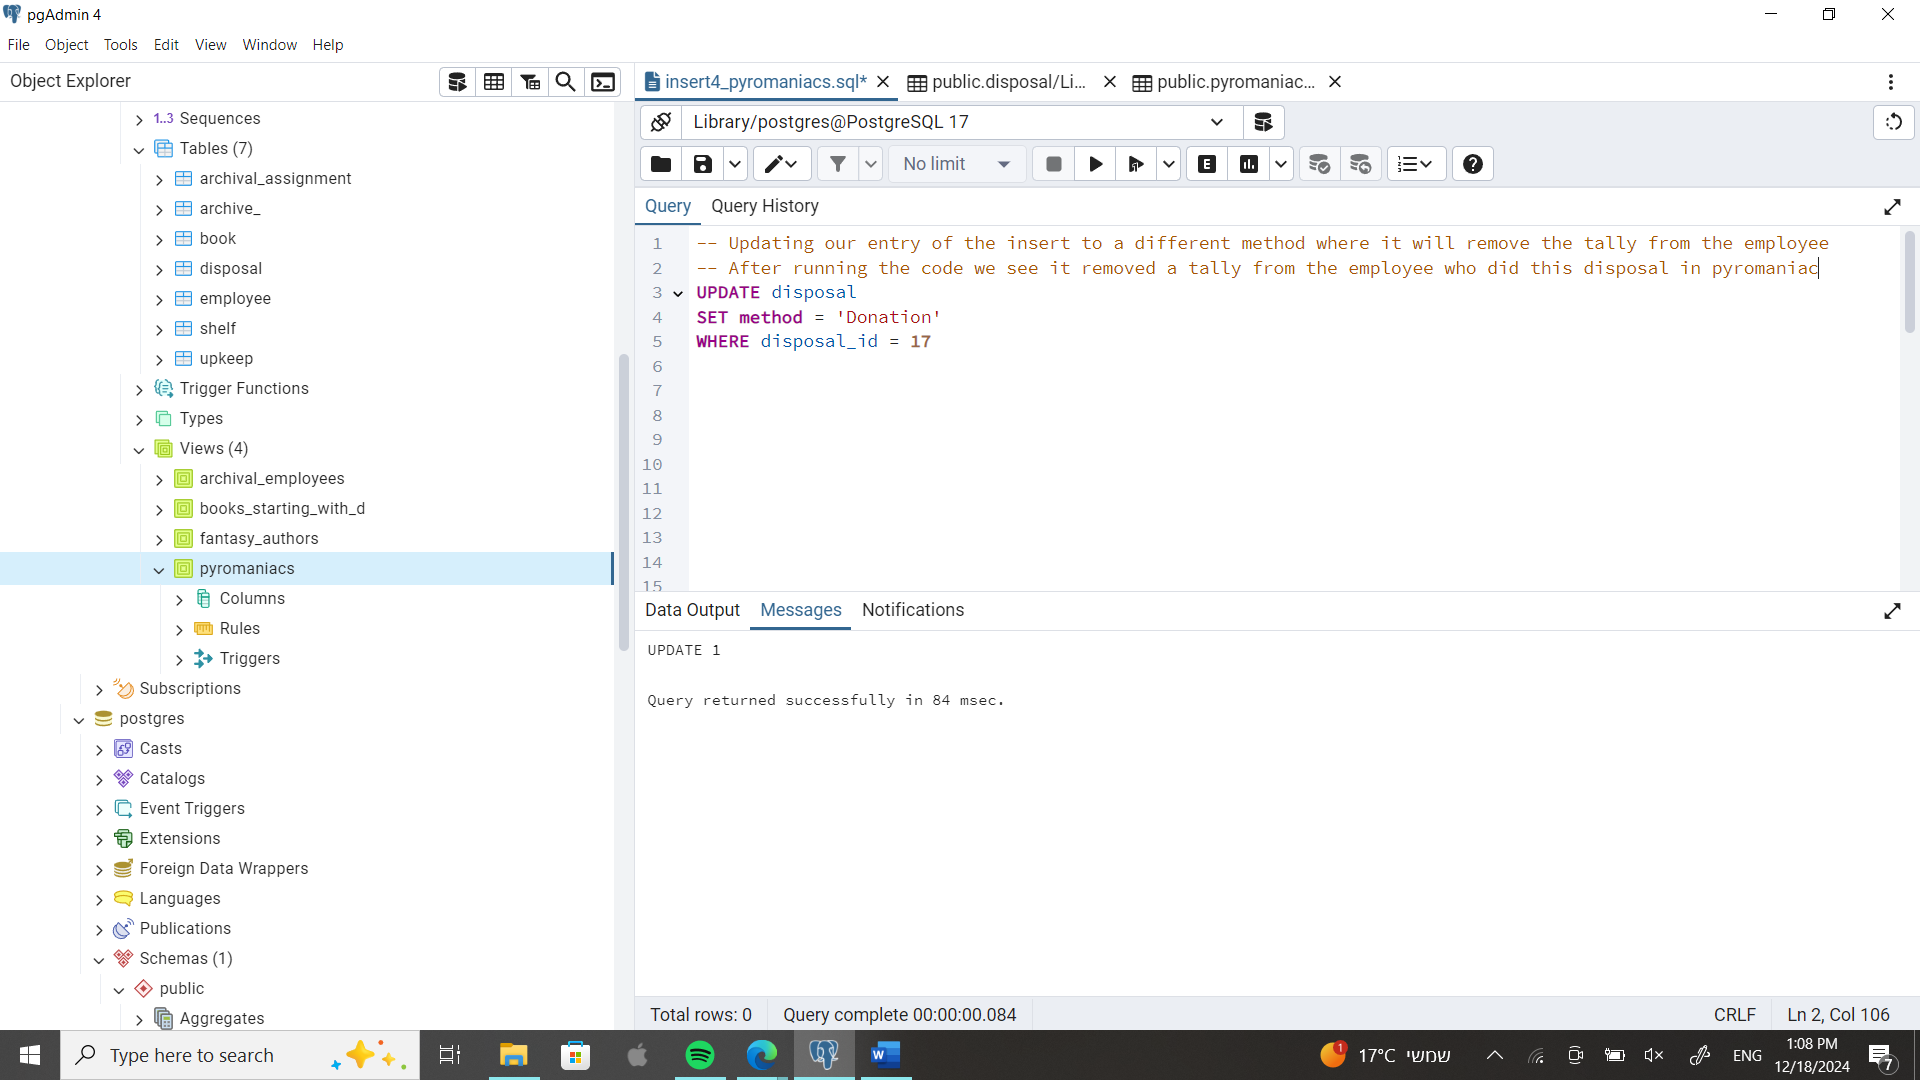 pgAdmin 4
File Object Tools Edit View Window Help
Object Explorer
insert4_pyromaniacs.sql*
public.disposal/Li...
public.pyromaniac...
Library/postgres@PostgreSQL 17
No limit
E
Query Query History
1 -- Updating our entry of the insert to a different method where it will remove the tally from the employee
2 -- After running the code we see it removed a tally from the employee who did this disposal in pyromaniac
3 UPDATE disposal
4 SET method = 'Donation'
5 WHERE disposal_id = 17
6
7
8
9
10
11
12
13
14
15
1..3 Sequences
Tables (7)
archival_assignment
archive_
book
disposal
employee
shelf
upkeep
Trigger Functions
Types
Views (4)
archival_employees
books_starting_with_d
fantasy_authors
pyromaniacs
Columns
Rules
Triggers
Subscriptions
postgres
Casts
Catalogs
Event Triggers
Extensions
Foreign Data Wrappers
Languages
Publications
Schemas (1)
public
Aggregates
Data Output Messages Notifications
UPDATE 1
Query returned successfully in 84 msec.
Total rows: 0 Query complete 00:00:00.084 CRLF Ln 2, Col 106
Type here to search
W
1
17°C שמשי
ENG
1:08 PM
12/18/2024
7